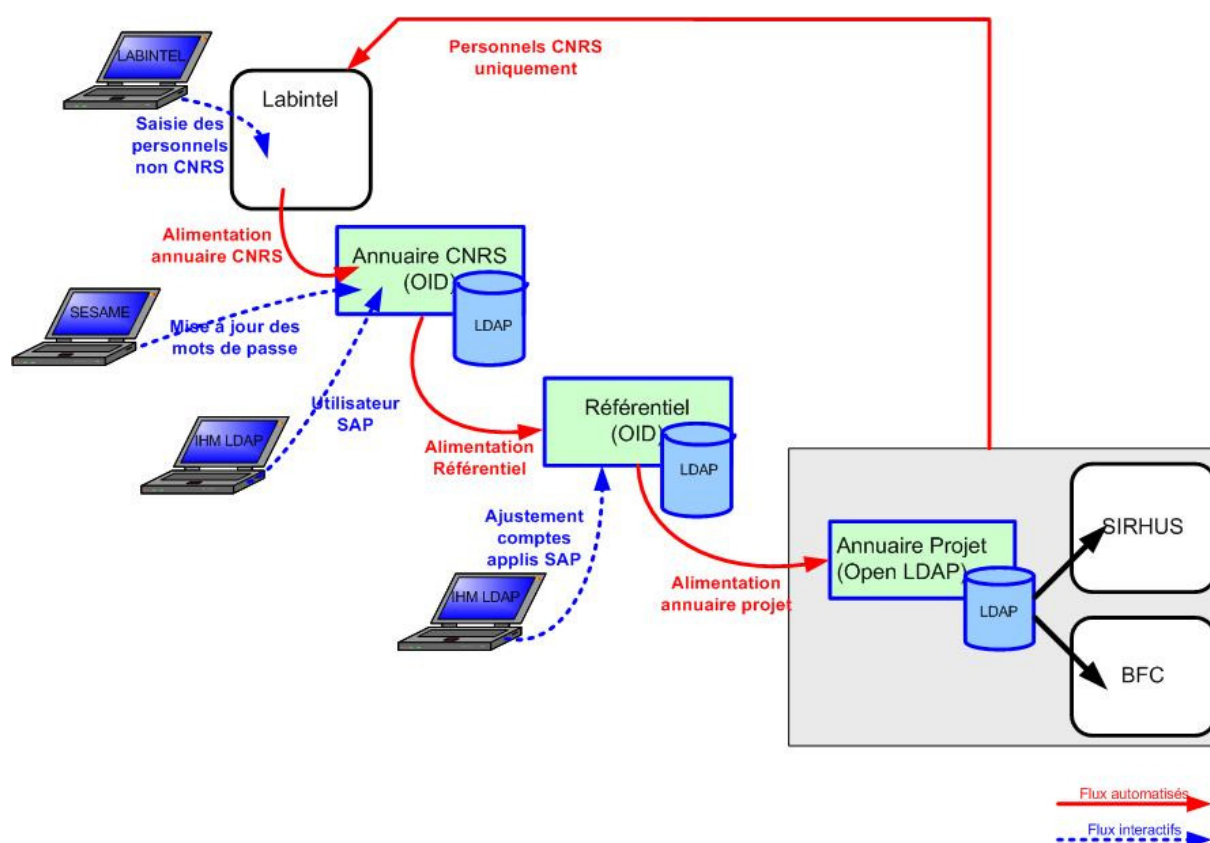 Personnels CNRS
uniquement
LABINTEL
Labintel
Saisie des
personnels
non CNRS
Alimentation
annuaire CNRS
Annuaire CNRS
(OID)
LDAP
SESAME
Mise à jour des
mots de passe
IHM LDAP
Utilisateur
SAP
Alimentation
Référentiel
Référentiel
(OID)
LDAP
Ajustement
comptes
applis SAP
IHM LDAP
Alimentation
annuaire projet
Annuaire Projet
(Open LDAP)
LDAP
SIRHUS
BFC
Flux automatisés
Flux interactifs